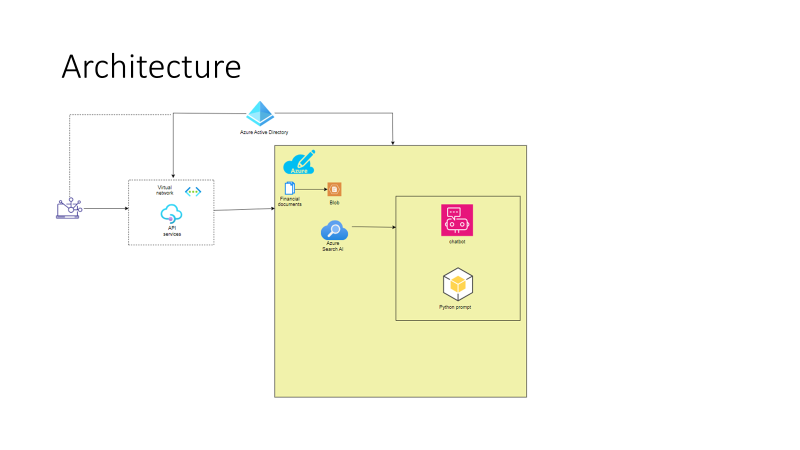 Architecture
Azure Active Directory
Azure
Virtual
network
Financial
documents
Blob
API
services
Azure
Search AI
chatbot
Python prompt